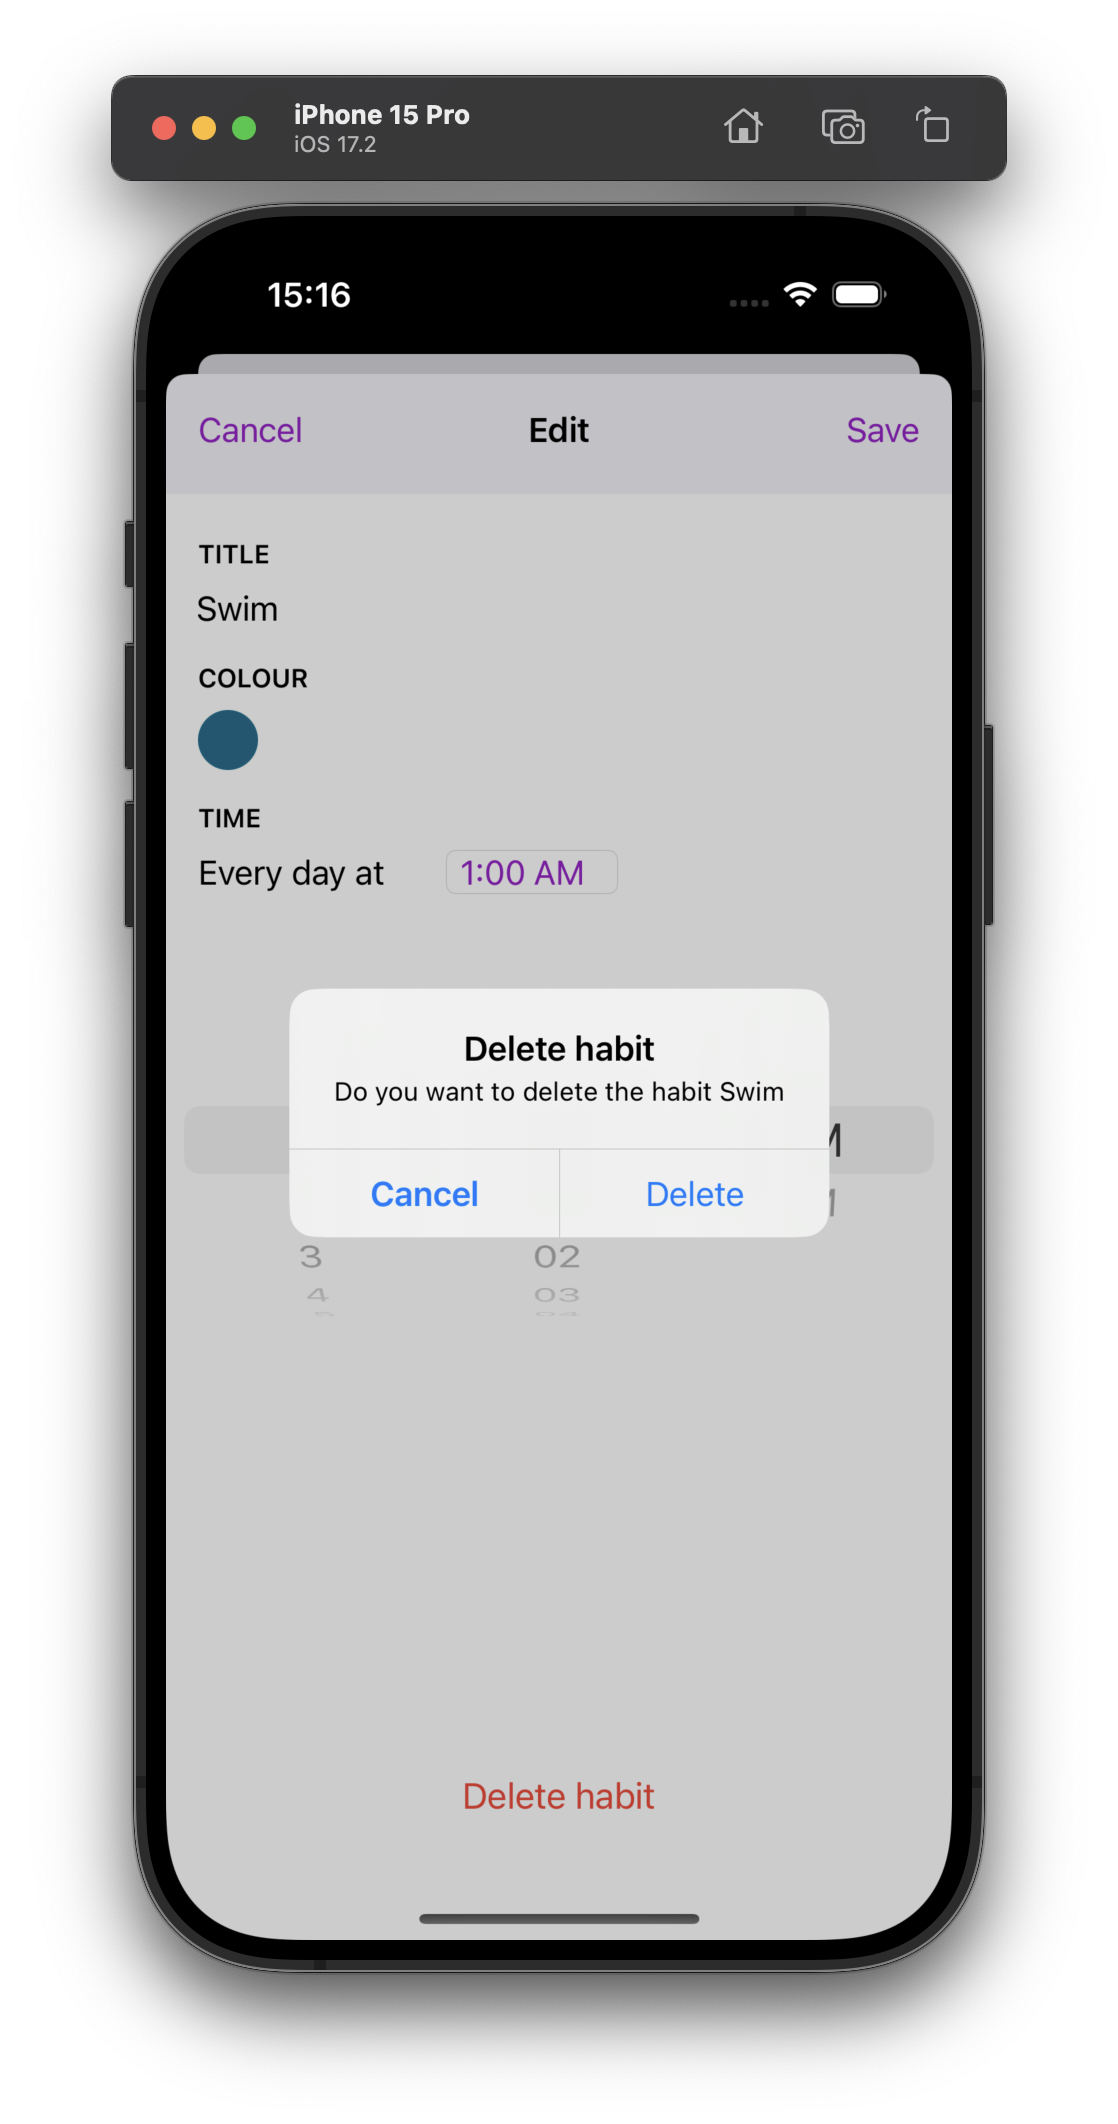 iPhone 15 Pro
iOS 17.2
15:16
Cancel Edit Save
TITLE
Swim
COLOUR
TIME
Every day at 1:00 AM
Delete habit
Do you want to delete the habit Swim
Cancel Delete
3 02
4 03
5 04
Delete habit